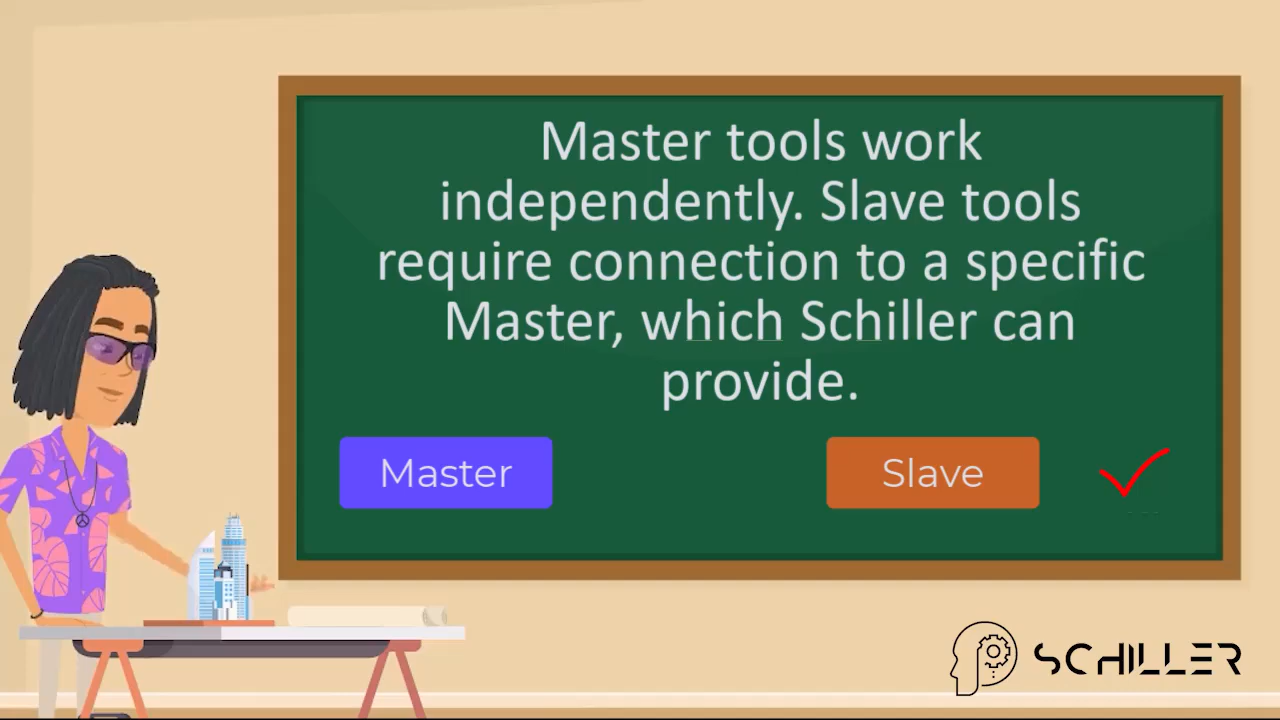 Master tools work
independently. Slave tools
require connection to a specific
Master, which Schiller can
provide.
Master
Slave
SCHILLER